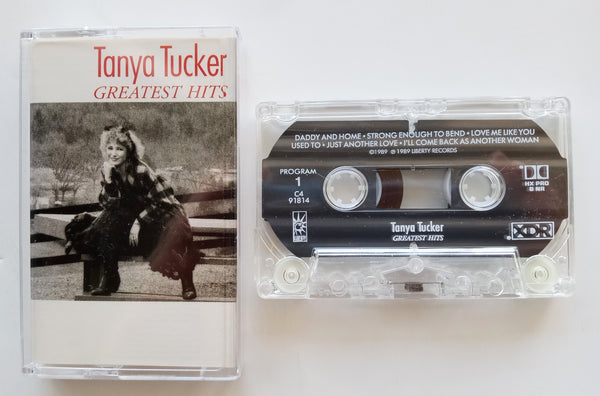 Tanya Tucker
GREATEST HITS
DADDY AND HOME • STRONG ENOUGH TO BEND • LOVE ME LIKE YOU
USED TO • JUST ANOTHER LOVE • I'LL COME BACK AS ANOTHER WOMAN
©1989 ℗ 1989 LIBERTY RECORDS
PROGRAM
1
C4
91814
HX PRO
B NR
Tanya Tucker
GREATEST HITS
XDR